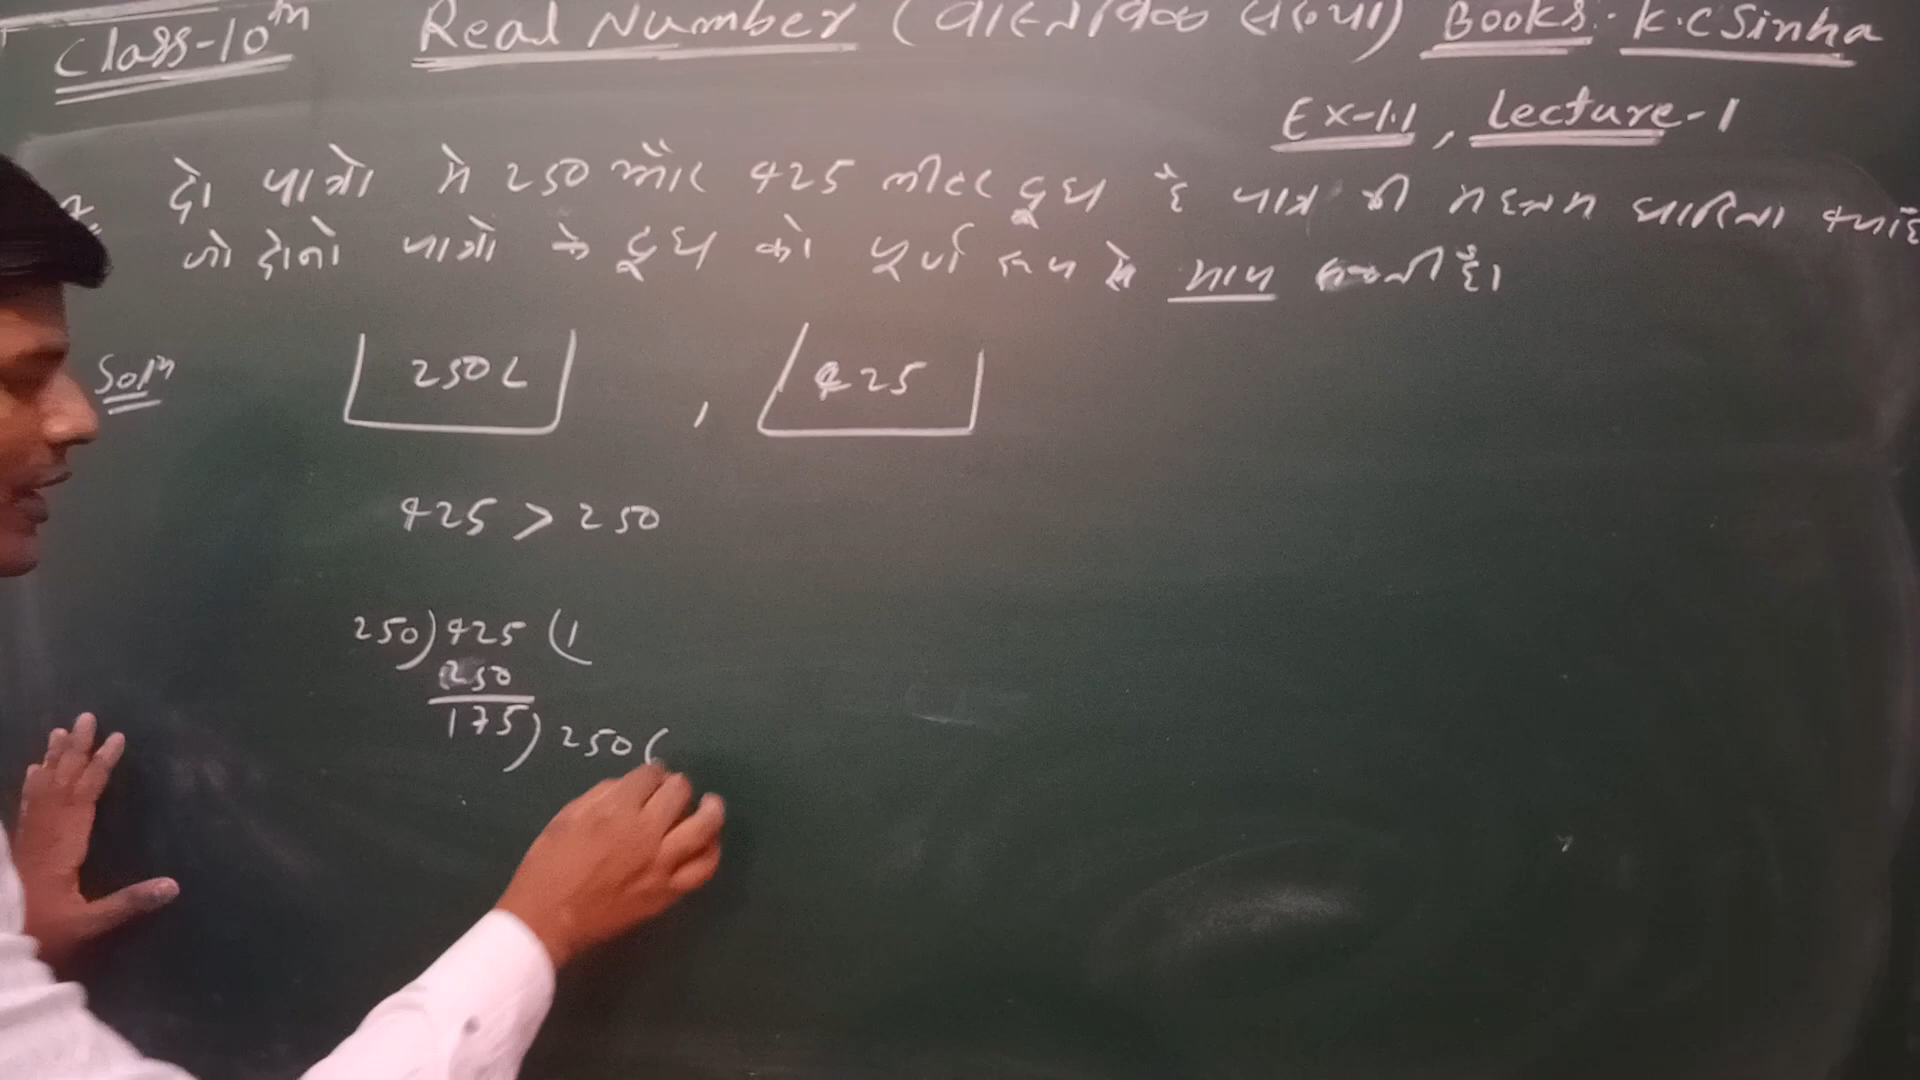 Class-10th Real Number (वास्तविक संख्या) Books: K.C Sinha
Ex-1.1, Lecture-1
दो पात्रो मे 250 और 425 लीटर दूध है पात्र की महत्तम धारिता क्या है
जो दोनो पात्रो के दूध को पूर्ण रूप से माप सकती है।
Soln
250L , 425
425 > 250
250) 425 (1
250
175) 250 (